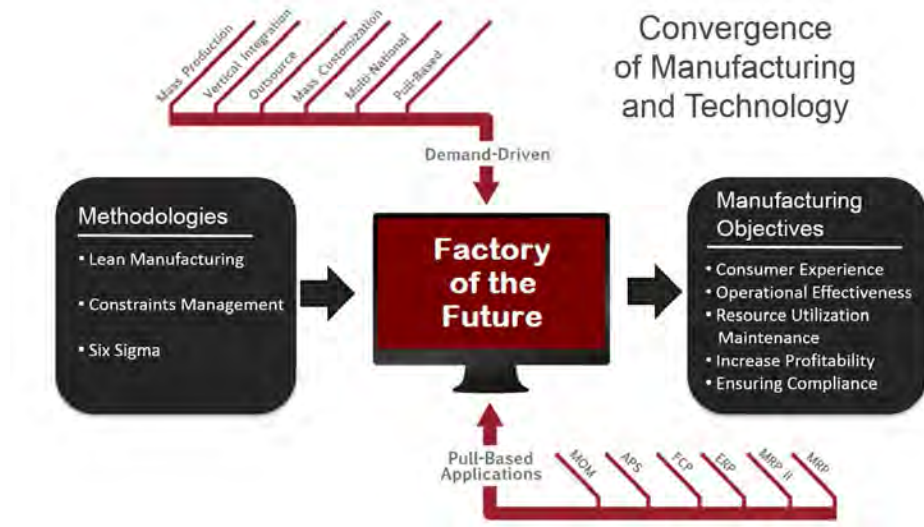 Convergence
of Manufacturing
and Technology
Mass Production
Vertical Integration
Outsource
Mass Customization
Multi-National
Pull-Based
Demand-Driven
Methodologies
• Lean Manufacturing
• Constraints Management
• Six Sigma
Factory
of the
Future
Manufacturing
Objectives
• Consumer Experience
• Operational Effectiveness
• Resource Utilization
Maintenance
• Increase Profitability
• Ensuring Compliance
Pull-Based
Applications
MOM
APS
FCP
ERP
MRP II
MRP